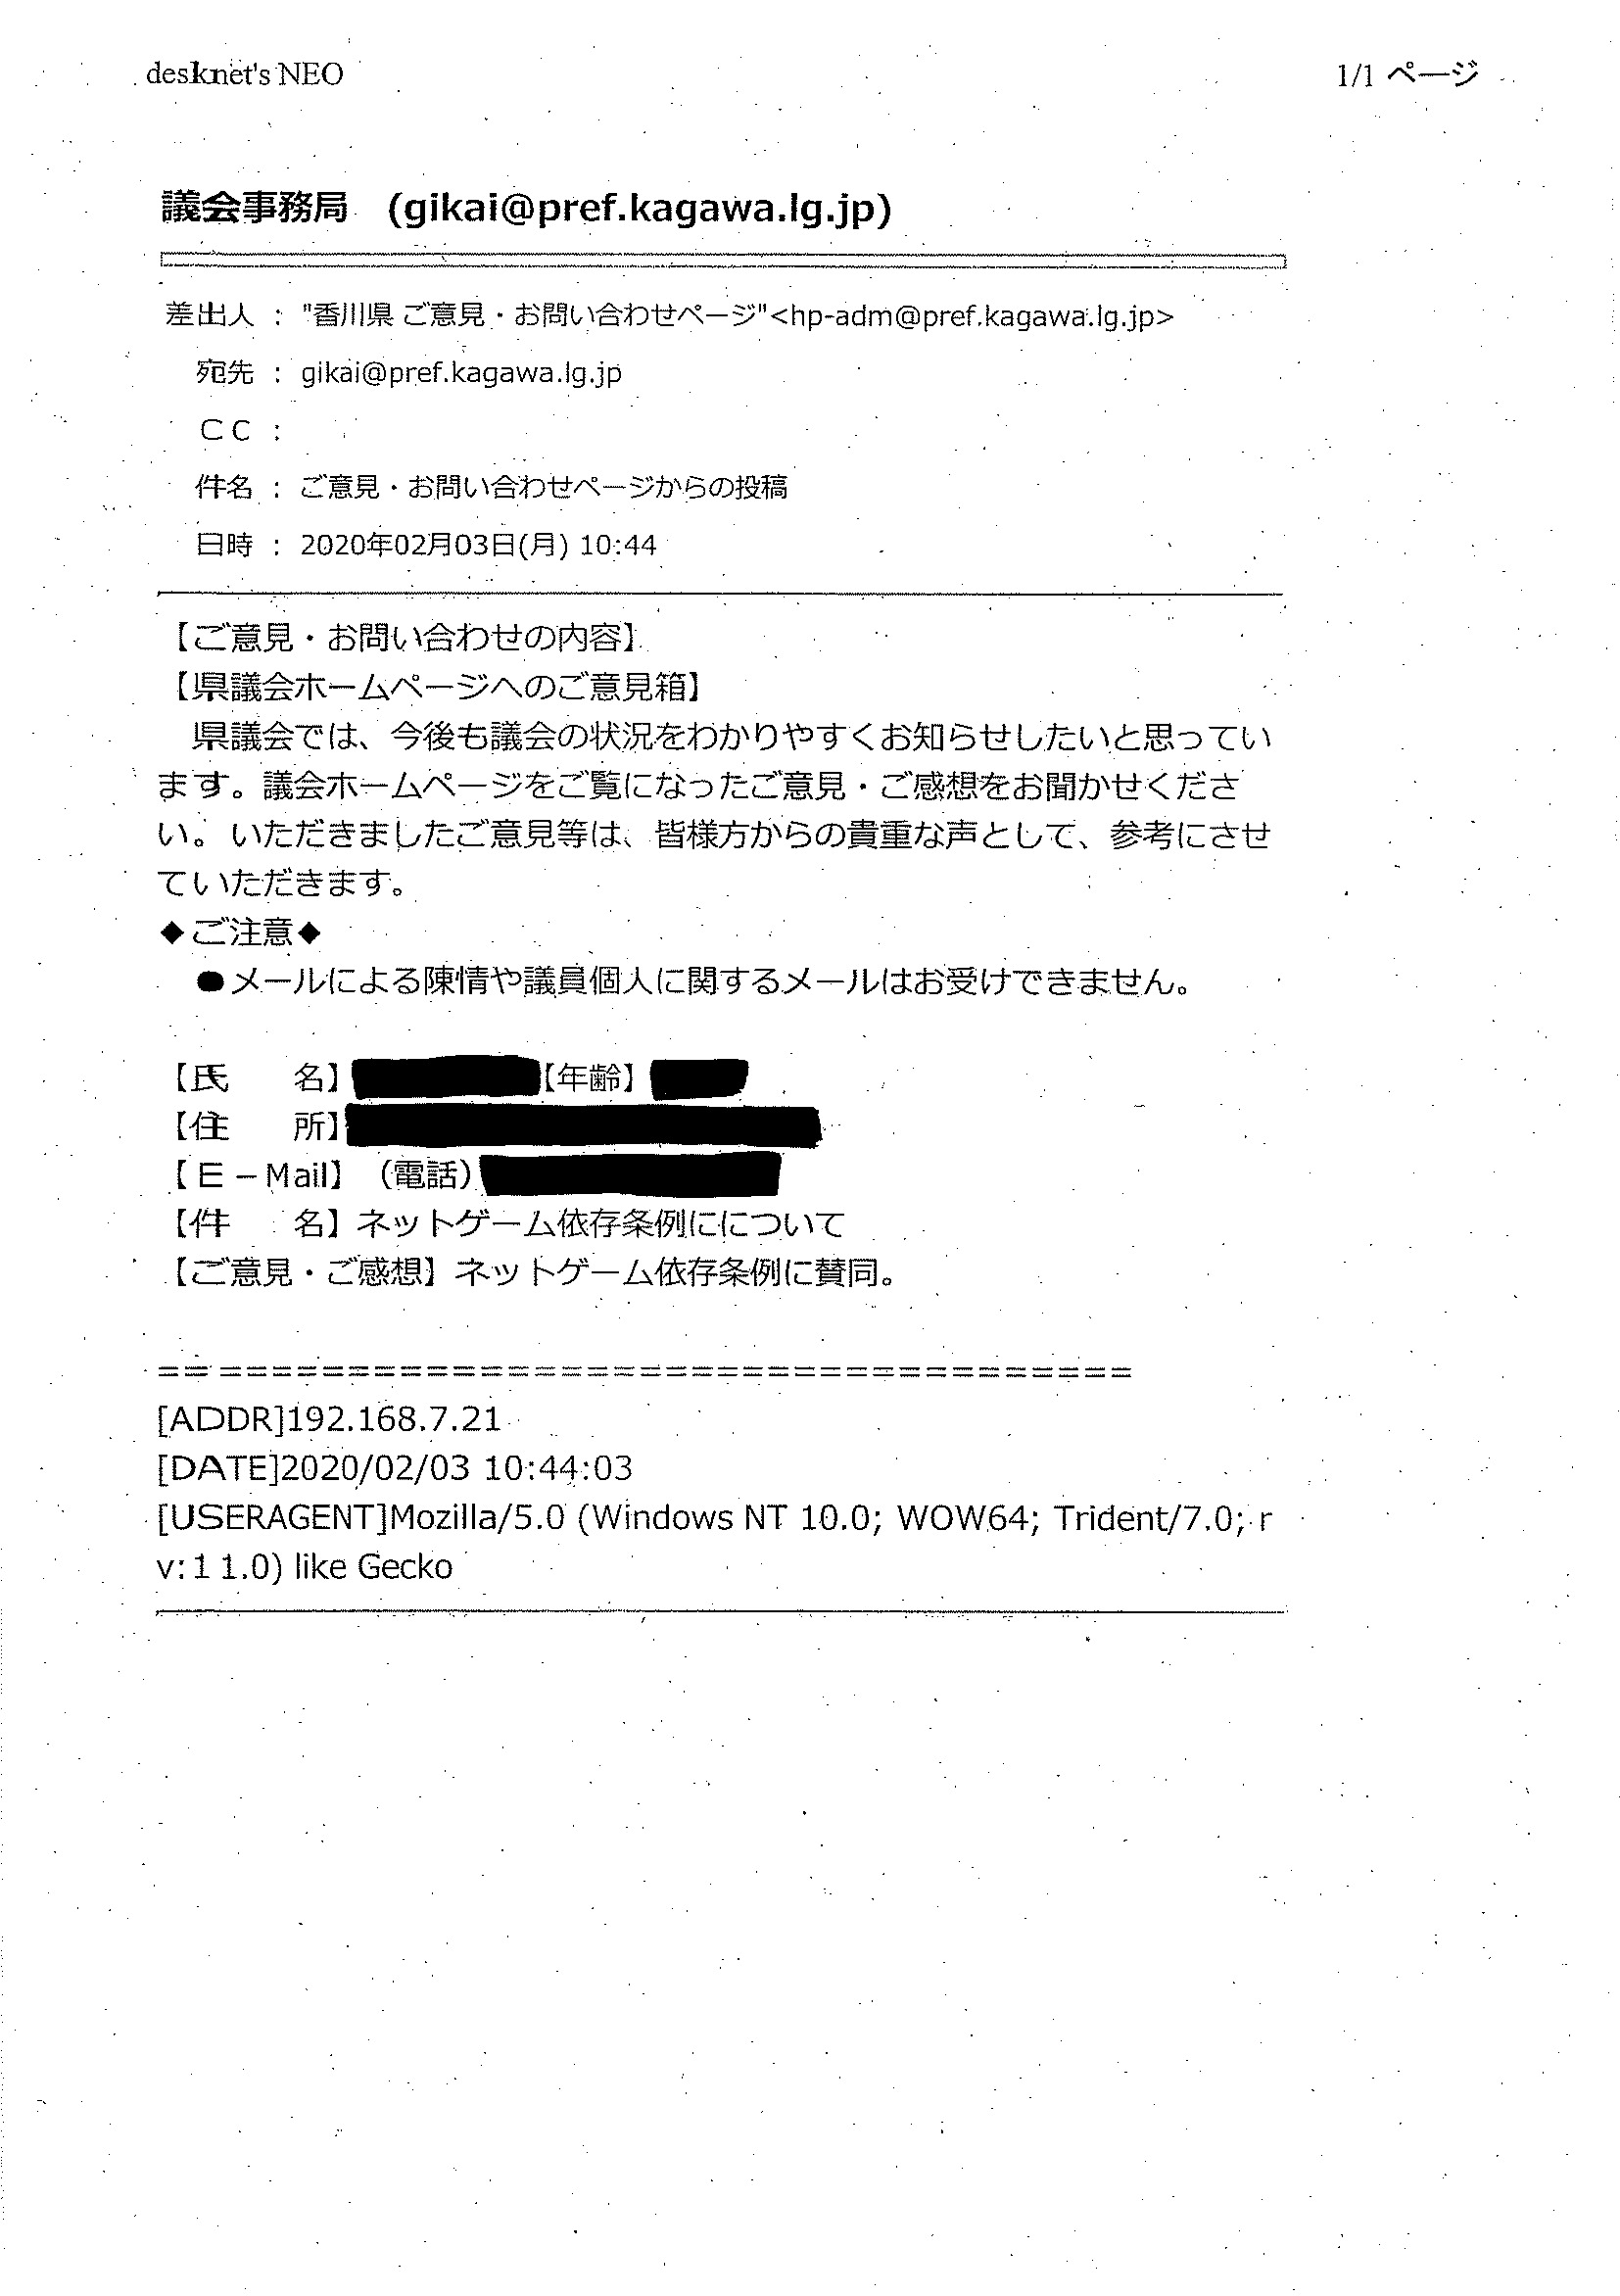 desknet's NEO
1/1 ページ
議会事務局　(gikai@pref.kagawa.lg.jp)
差出人 : "香川県 ご意見・お問い合わせページ"<hp-adm@pref.kagawa.lg.jp>
宛先 : gikai@pref.kagawa.lg.jp
ＣＣ :
件名 : ご意見・お問い合わせページからの投稿
日時 : 2020年02月03日(月) 10:44
【ご意見・お問い合わせの内容】
【県議会ホームページへのご意見箱】
　県議会では、今後も議会の状況をわかりやすくお知らせしたいと思ってい
ます。議会ホームページをご覧になったご意見・ご感想をお聞かせくださ
い。いただきましたご意見等は、皆様方からの貴重な声として、参考にさせ
ていただきます。
◆ご注意◆
　●メールによる陳情や議員個人に関するメールはお受けできません。
【氏　　名】【年齢】
【住　　所】
【Ｅ－Mail】（電話）
【件　　名】ネットゲーム依存条例にについて
【ご意見・ご感想】ネットゲーム依存条例に賛同。
=====================================
[ADDR]192.168.7.21
[DATE]2020/02/03 10:44:03
[USERAGENT]Mozilla/5.0 (Windows NT 10.0; WOW64; Trident/7.0; r
v:1 1.0) like Gecko